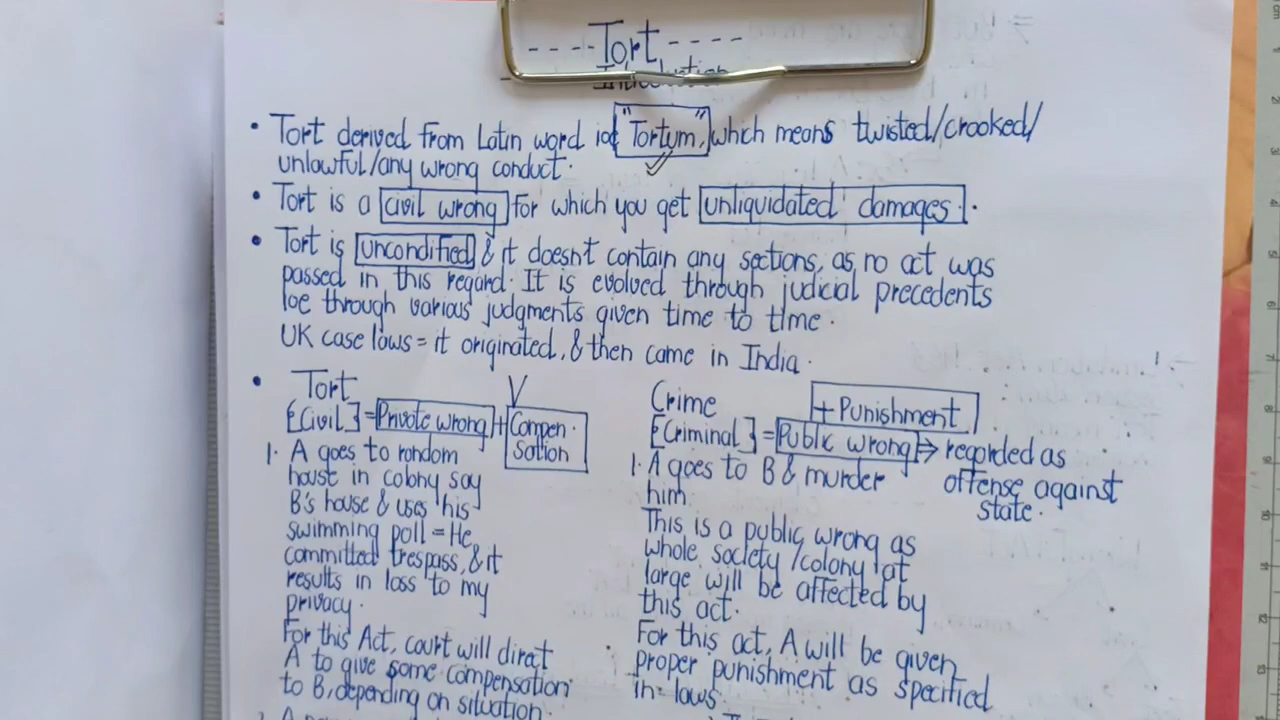 ----Tort----
Introduction
• Tort derived from Latin word ie "Tortum," which means twisted/crooked/
unlawful/any wrong conduct.
• Tort is a civil wrong for which you get unliquidated damages.
• Tort is uncondified & it doesn't contain any sections, as no act was
passed in this regard. It is evolved through judicial precedents
ioe through various judgments given time to time.
UK case laws = it originated, & then came in India.
• Tort V
[Civil] = Private wrong + Compensation
1. A goes to random
house in colony say
B's house & uses his
swimming poll = He
committed trespass, & it
results in loss to my
privacy.
For this Act, court will direct
A to give some compensation
to B, depending on situation.
Crime + Punishment
[Criminal] = Public wrong → regarded as
offense against
state.
1. A goes to B & murder
him.
This is a public wrong as
whole society/colony at
large will be affected by
this act.
For this act, A will be given
proper punishment as specified
in laws.